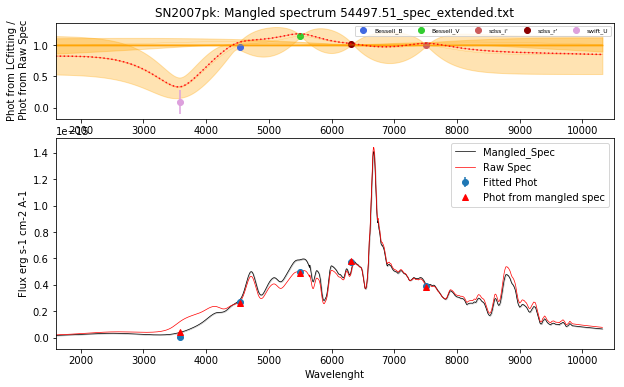 SN2007pk: Mangled spectrum 54497.51_spec_extended.txt
Phot from LCfitting /
Phot from Raw Spec
1.0
0.5
0.0
Bessell_B Bessell_V sdss_i' sdss_r' swift_U
2000 3000 4000 5000 6000 7000 8000 9000 10000
1e−15
Flux erg s-1 cm-2 A-1
1.4
1.2
1.0
0.8
0.6
0.4
0.2
0.0
Mangled_Spec
Raw Spec
Fitted Phot
Phot from mangled spec
2000 3000 4000 5000 6000 7000 8000 9000 10000
Wavelenght